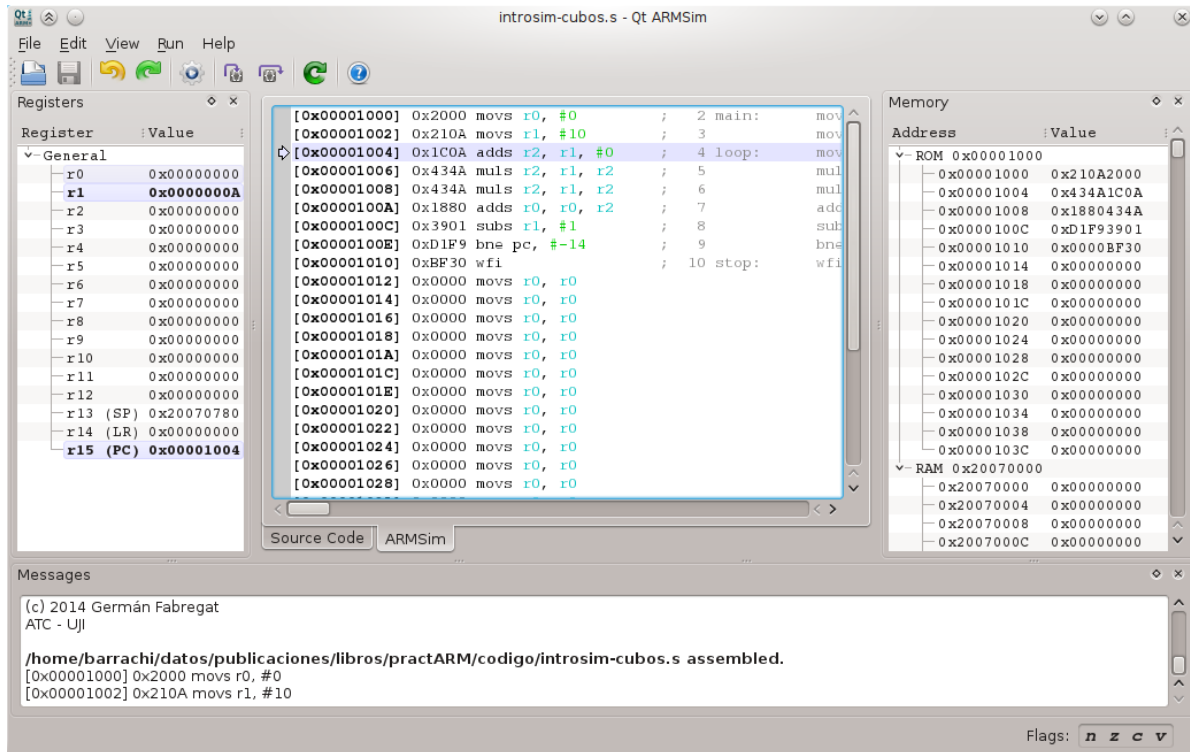 introsim-cubos.s - Qt ARMSim
File Edit View Run Help
Registers
Register Value
General
r0 0x00000000
r1 0x0000000A
r2 0x00000000
r3 0x00000000
r4 0x00000000
r5 0x00000000
r6 0x00000000
r7 0x00000000
r8 0x00000000
r9 0x00000000
r10 0x00000000
r11 0x00000000
r12 0x00000000
r13 (SP) 0x20070780
r14 (LR) 0x00000000
r15 (PC) 0x00001004
[0x00001000] 0x2000 movs r0, #0 ; 2 main: mov
[0x00001002] 0x210A movs r1, #10 ; 3 mov
[0x00001004] 0x1C0A adds r2, r1, #0 ; 4 loop: mov
[0x00001006] 0x434A muls r2, r1, r2 ; 5 mul
[0x00001008] 0x434A muls r2, r1, r2 ; 6 mul
[0x0000100A] 0x1880 adds r0, r0, r2 ; 7 add
[0x0000100C] 0x3901 subs r1, #1 ; 8 sub
[0x0000100E] 0xD1F9 bne pc, #-14 ; 9 bne
[0x00001010] 0xBF30 wfi ; 10 stop: wfi
[0x00001012] 0x0000 movs r0, r0
[0x00001014] 0x0000 movs r0, r0
[0x00001016] 0x0000 movs r0, r0
[0x00001018] 0x0000 movs r0, r0
[0x0000101A] 0x0000 movs r0, r0
[0x0000101C] 0x0000 movs r0, r0
[0x0000101E] 0x0000 movs r0, r0
[0x00001020] 0x0000 movs r0, r0
[0x00001022] 0x0000 movs r0, r0
[0x00001024] 0x0000 movs r0, r0
[0x00001026] 0x0000 movs r0, r0
[0x00001028] 0x0000 movs r0, r0
Source Code ARMSim
Memory
Address Value
ROM 0x00001000
0x00001000 0x210A2000
0x00001004 0x434A1C0A
0x00001008 0x1880434A
0x0000100C 0xD1F93901
0x00001010 0x0000BF30
0x00001014 0x00000000
0x00001018 0x00000000
0x0000101C 0x00000000
0x00001020 0x00000000
0x00001024 0x00000000
0x00001028 0x00000000
0x0000102C 0x00000000
0x00001030 0x00000000
0x00001034 0x00000000
0x00001038 0x00000000
0x0000103C 0x00000000
RAM 0x20070000
0x20070000 0x00000000
0x20070004 0x00000000
0x20070008 0x00000000
0x2007000C 0x00000000
Messages
(c) 2014 Germán Fabregat
ATC - UJI
/home/barrachi/datos/publicaciones/libros/practARM/codigo/introsim-cubos.s assembled.
[0x00001000] 0x2000 movs r0, #0
[0x00001002] 0x210A movs r1, #10
Flags: n z c v